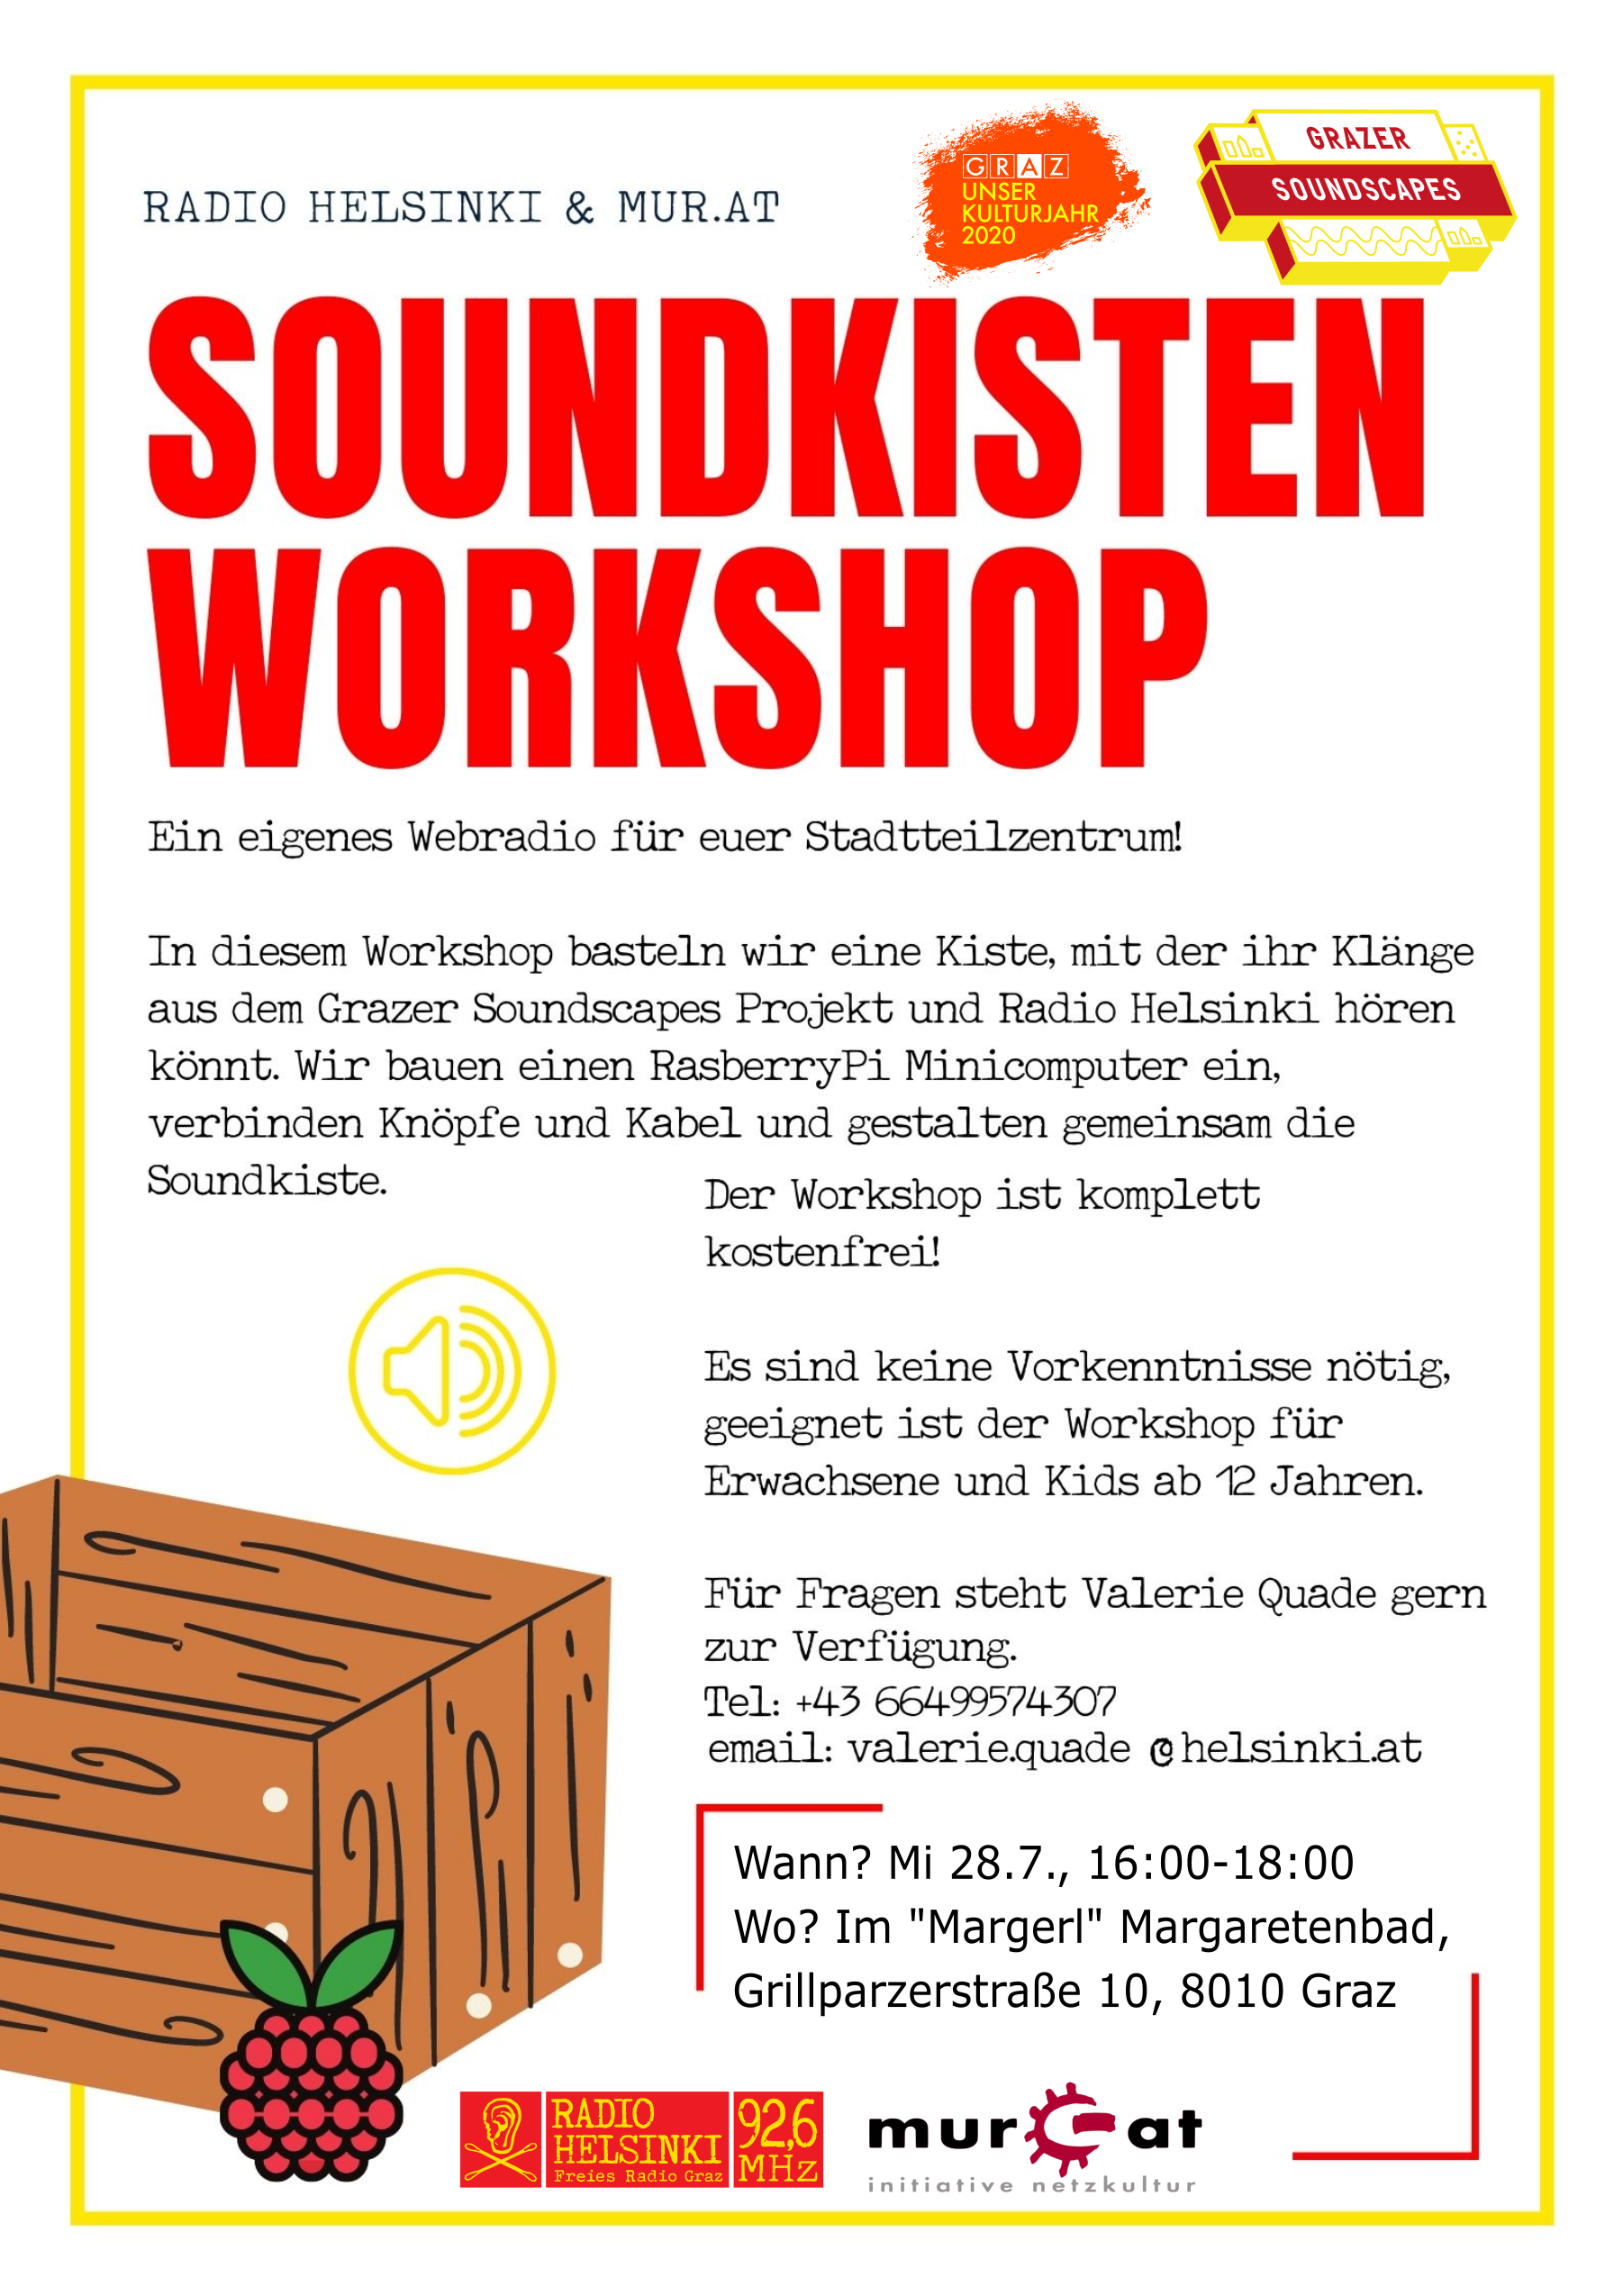 RADIO HELSINKI & MUR.AT
GRAZ
UNSER
KULTURJAHR
2020
GRAZER
SOUNDSCAPES
SOUNDKISTEN
WORKSHOP
Ein eigenes Webradio für euer Stadtteilzentrum!
In diesem Workshop basteln wir eine Kiste, mit der ihr Klänge
aus dem Grazer Soundscapes Projekt und Radio Helsinki hören
könnt. Wir bauen einen RasberryPi Minicomputer ein,
verbinden Knöpfe und Kabel und gestalten gemeinsam die
Soundkiste.
Der Workshop ist komplett
kostenfrei!
Es sind keine Vorkenntnisse nötig,
geeignet ist der Workshop für
Erwachsene und Kids ab 12 Jahren.
Für Fragen steht Valerie Quade gern
zur Verfügung.
Tel: +43 66499574307
email: valerie.quade @helsinki.at
Wann? Mi 28.7., 16:00-18:00
Wo? Im "Margerl" Margaretenbad,
Grillparzerstraße 10, 8010 Graz
RADIO
HELSINKI
Freies Radio Graz
92,6
MHz
mur at
initiative netzkultur